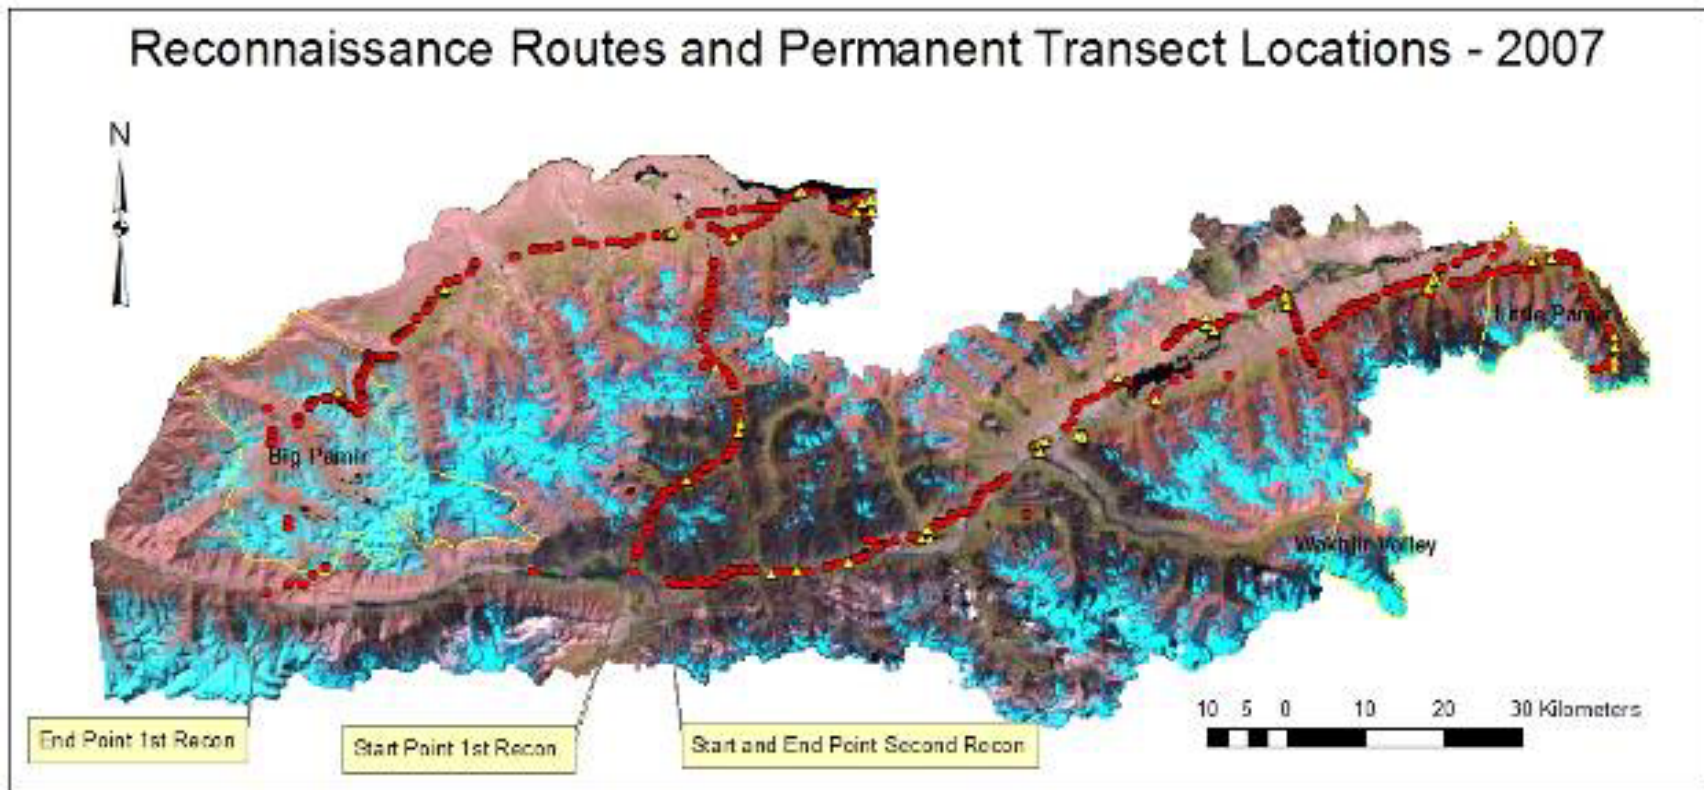 Reconnaissance Routes and Permanent Transect Locations - 2007
N
Little Pamir
Big Pamir
Wakhjir Valley
10 5 0 10 20 30 Kilometers
End Point 1st Recon
Start Point 1st Recon
Start and End Point Second Recon